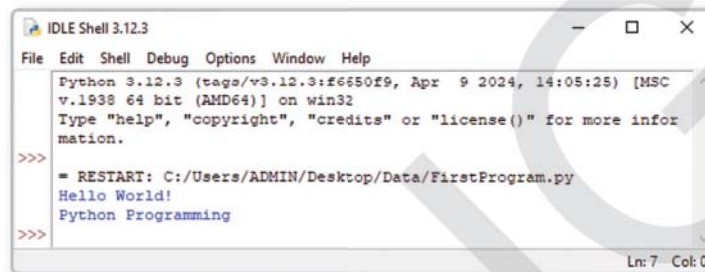 IDLE Shell 3.12.3
File Edit Shell Debug Options Window Help
Python 3.12.3 (tags/v3.12.3:f6650f9, Apr  9 2024, 14:05:25) [MSC
v.1938 64 bit (AMD64)] on win32
Type "help", "copyright", "credits" or "license()" for more infor
mation.
>>>
= RESTART: C:/Users/ADMIN/Desktop/Data/FirstProgram.py
Hello World!
Python Programming
>>>
Ln: 7 Col: 0